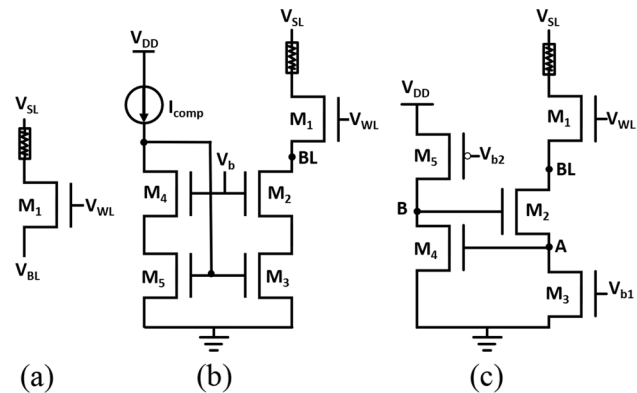 V_SL
M_1
V_WL
V_BL
(a)
V_DD
I_comp
V_b
M_4
M_2
M_5
M_3
V_SL
M_1
V_WL
BL
(b)
V_SL
V_DD
M_5
V_b2
M_1
V_WL
BL
B
M_2
M_4
A
M_3
V_b1
(c)